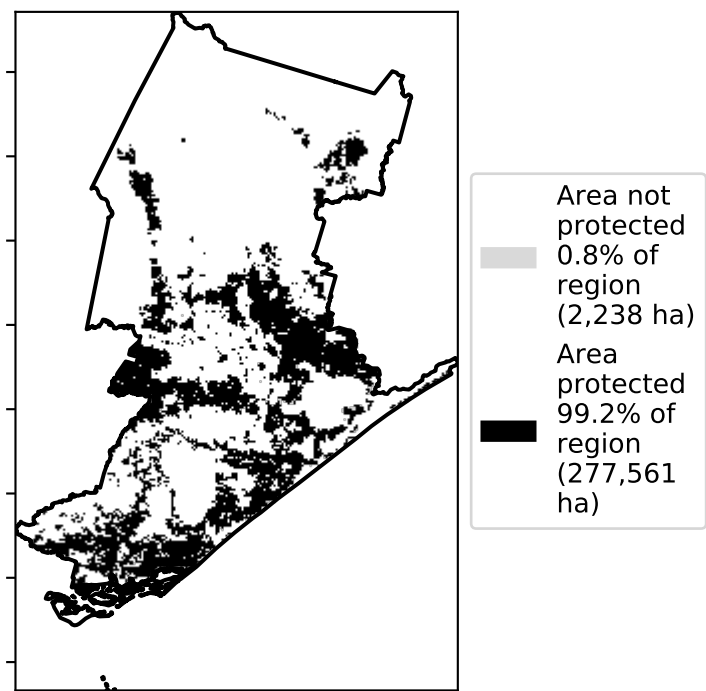 Area not
protected
0.8% of
region
(2,238 ha)
Area
protected
99.2% of
region
(277,561
ha)